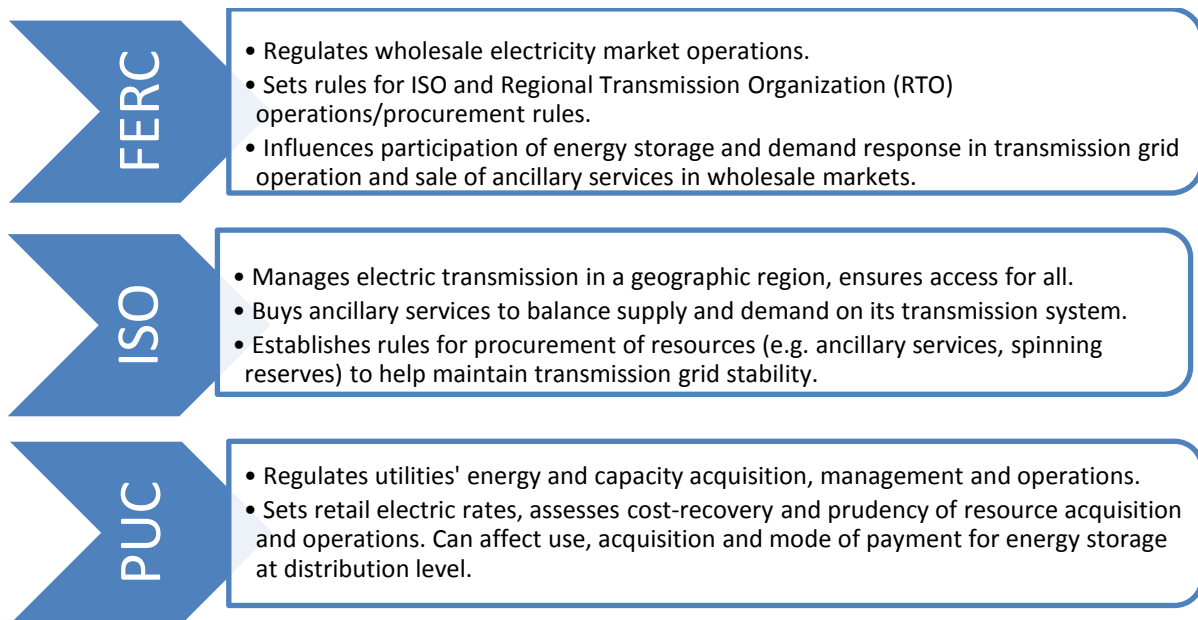 FERC
• Regulates wholesale electricity market operations.
• Sets rules for ISO and Regional Transmission Organization (RTO)
operations/procurement rules.
• Influences participation of energy storage and demand response in transmission grid
operation and sale of ancillary services in wholesale markets.
ISO
• Manages electric transmission in a geographic region, ensures access for all.
• Buys ancillary services to balance supply and demand on its transmission system.
• Establishes rules for procurement of resources (e.g. ancillary services, spinning
reserves) to help maintain transmission grid stability.
PUC
• Regulates utilities' energy and capacity acquisition, management and operations.
• Sets retail electric rates, assesses cost-recovery and prudency of resource acquisition
and operations. Can affect use, acquisition and mode of payment for energy storage
at distribution level.